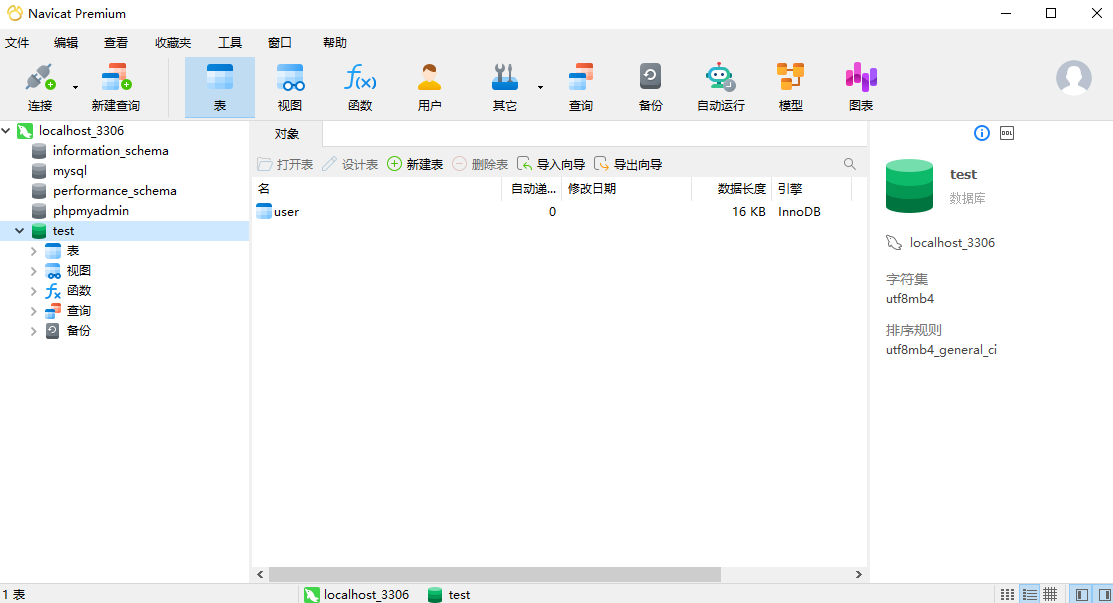 Navicat Premium
文件 编辑 查看 收藏夹 工具 窗口 帮助
连接 新建查询 表 视图 函数 用户 其它 查询 备份 自动运行 模型 图表
localhost_3306
information_schema
mysql
performance_schema
phpmyadmin
test
表
视图
函数
查询
备份
对象
打开表 设计表 新建表 删除表 导入向导 导出向导
名 自动递... 修改日期 数据长度 引擎
user 0 16 KB InnoDB
DDL
test
数据库
localhost_3306
字符集
utf8mb4
排序规则
utf8mb4_general_ci
1 表 localhost_3306 test